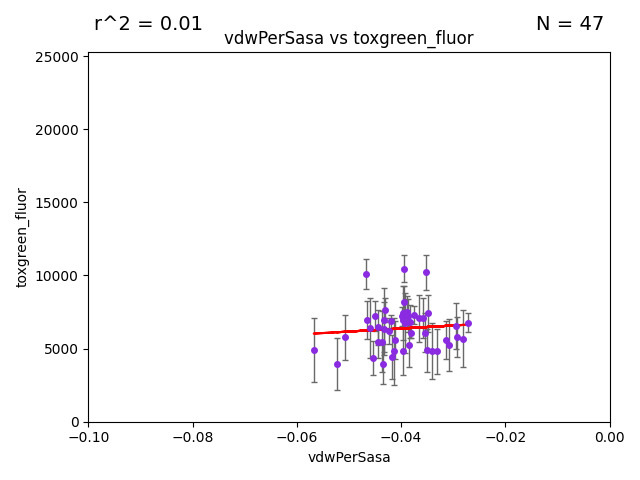 r^2 = 0.01
N = 47
vdwPerSasa vs toxgreen_fluor
25000
20000
15000
10000
5000
0
toxgreen_fluor
−0.10
−0.08
−0.06
−0.04
−0.02
0.00
vdwPerSasa